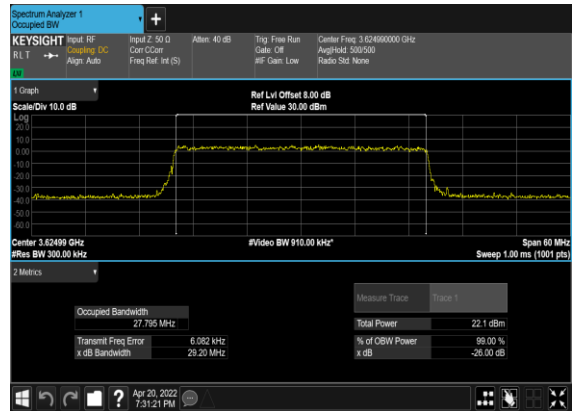 Spectrum Analyzer 1
Occupied BW
+
KEYSIGHT Input: RF Input Z: 50 Ω Atten: 40 dB Trig: Free Run Center Freq: 3.624990000 GHz
RLT Coupling: DC Corr CCorr Gate: Off Avg|Hold: 500/500
Align: Auto Freq Ref: Int (S) #IF Gain: Low Radio Std: None
1 Graph
Scale/Div 10.0 dB Ref Lvl Offset 8.00 dB
Ref Value 30.00 dBm
Log
20.0
10.0
0.00
-10.0
-20.0
-30.0
-40.0
-50.0
-60.0
Center 3.62499 GHz #Video BW 910.00 kHz* Span 60 MHz
#Res BW 300.00 kHz Sweep 1.00 ms (1001 pts)
2 Metrics
Measure Trace Trace 1
Occupied Bandwidth
27.795 MHz Total Power 22.1 dBm
Transmit Freq Error 6.082 kHz % of OBW Power 99.00 %
x dB Bandwidth 29.20 MHz x dB -26.00 dB
? Apr 20, 2022
7:31:21 PM